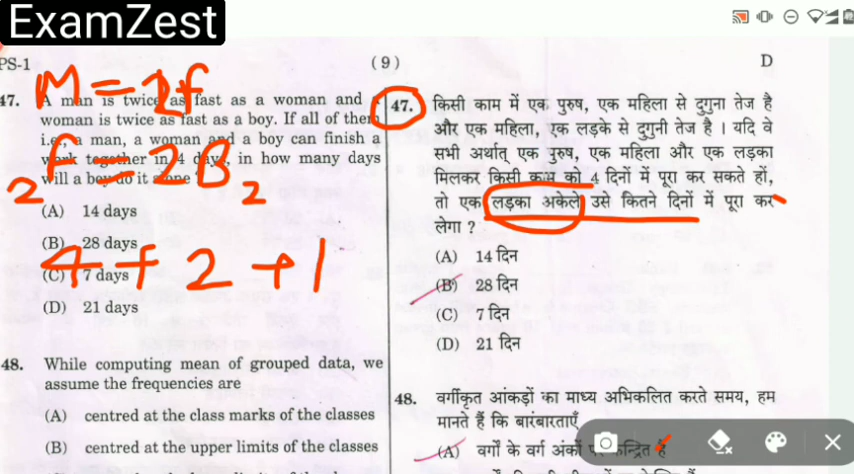 ExamZest
PS-1
(9)
D
M = 2f
47. A man is twice as fast as a woman and a
woman is twice as fast as a boy. If all of them
i.e., a man, a woman and a boy can finish a
work together in 4 days, in how many days
will a boy do it alone ?
2 f = 2B 2
(A) 14 days
(B) 28 days
4 + 2 + 1
(C) 7 days
(D) 21 days
48. While computing mean of grouped data, we
assume the frequencies are
(A) centred at the class marks of the classes
(B) centred at the upper limits of the classes
47. किसी काम में एक पुरुष, एक महिला से दुगुना तेज है
और एक महिला, एक लड़के से दुगुनी तेज है । यदि वे
सभी अर्थात् एक पुरुष, एक महिला और एक लड़का
मिलकर किसी काम को 4 दिनों में पूरा कर सकते हों,
तो एक लड़का अकेले उसे कितने दिनों में पूरा कर
लेगा ?
(A) 14 दिन
(B) 28 दिन
(C) 7 दिन
(D) 21 दिन
48. वर्गीकृत आंकड़ों का माध्य अभिकलित करते समय, हम
मानते हैं कि बारंबारताएँ
(A) वर्गों के वर्ग अंकों पर केन्द्रित हैं